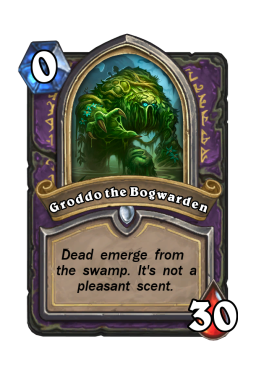 0
Groddo the Bogwarden
Dead emerge from
the swamp. It's not a
pleasant scent.
30